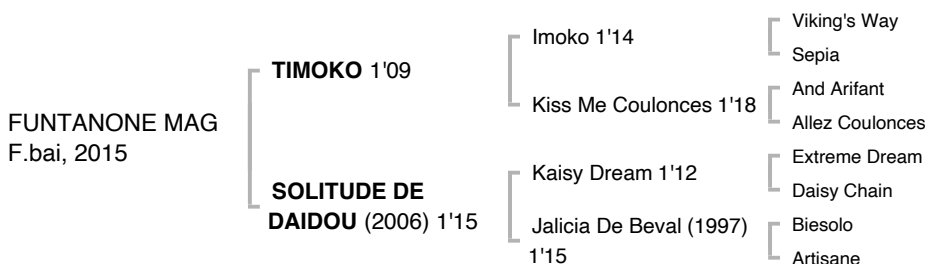 FUNTANONE MAG
F.bai, 2015
TIMOKO 1'09
SOLITUDE DE
DAIDOU (2006) 1'15
Imoko 1'14
Kiss Me Coulonces 1'18
Kaisy Dream 1'12
Jalicia De Beval (1997)
1'15
Viking's Way
Sepia
And Arifant
Allez Coulonces
Extreme Dream
Daisy Chain
Biesolo
Artisane